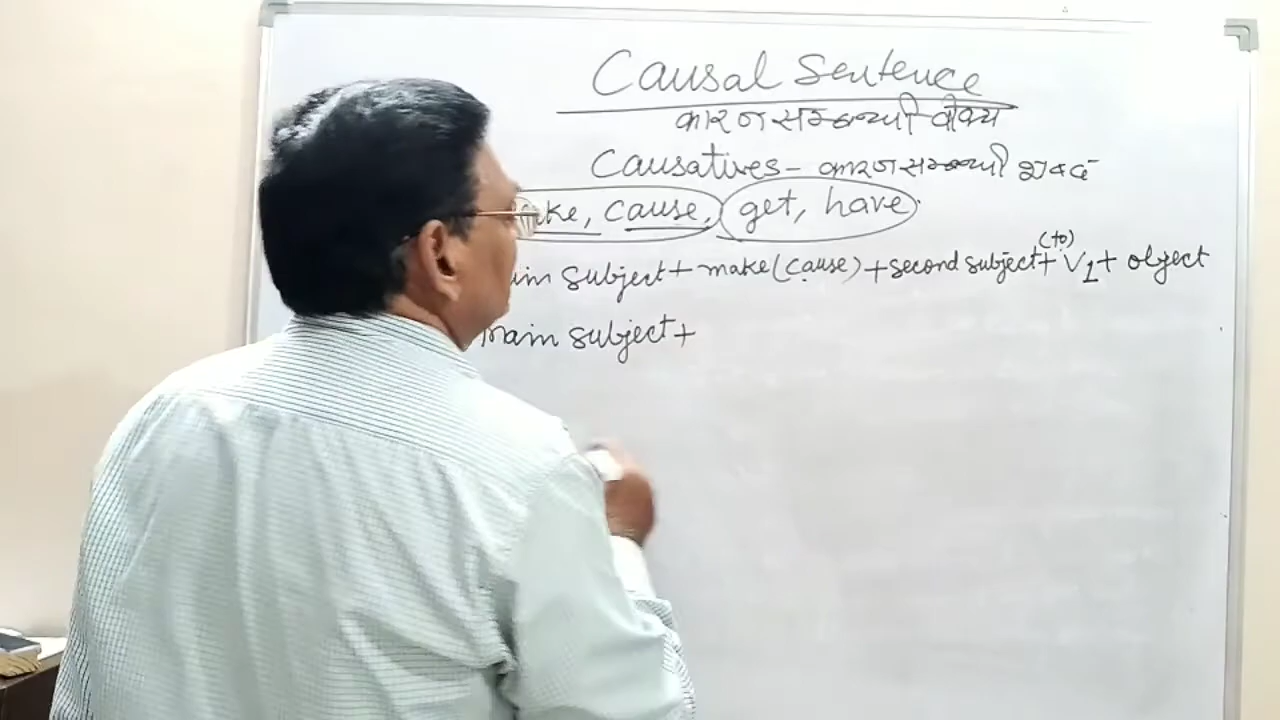 Causal Sentence
कारण सम्बन्धी वाक्य
Causatives - कारण सम्बन्धी शब्द
ke, cause, get, have.
in subject + make (cause) + second subject + (to) V1 + object
main subject +